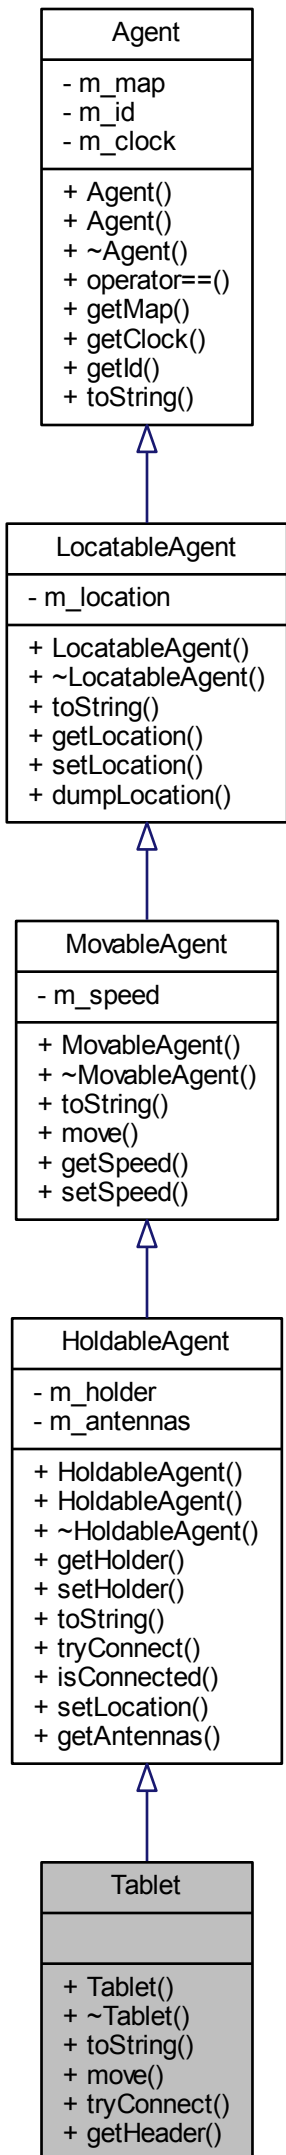 Agent
- m_map
- m_id
- m_clock
+ Agent()
+ Agent()
+ ~Agent()
+ operator==()
+ getMap()
+ getClock()
+ getId()
+ toString()
LocatableAgent
- m_location
+ LocatableAgent()
+ ~LocatableAgent()
+ toString()
+ getLocation()
+ setLocation()
+ dumpLocation()
MovableAgent
- m_speed
+ MovableAgent()
+ ~MovableAgent()
+ toString()
+ move()
+ getSpeed()
+ setSpeed()
HoldableAgent
- m_holder
- m_antennas
+ HoldableAgent()
+ HoldableAgent()
+ ~HoldableAgent()
+ getHolder()
+ setHolder()
+ toString()
+ tryConnect()
+ isConnected()
+ setLocation()
+ getAntennas()
Tablet
+ Tablet()
+ ~Tablet()
+ toString()
+ move()
+ tryConnect()
+ getHeader()